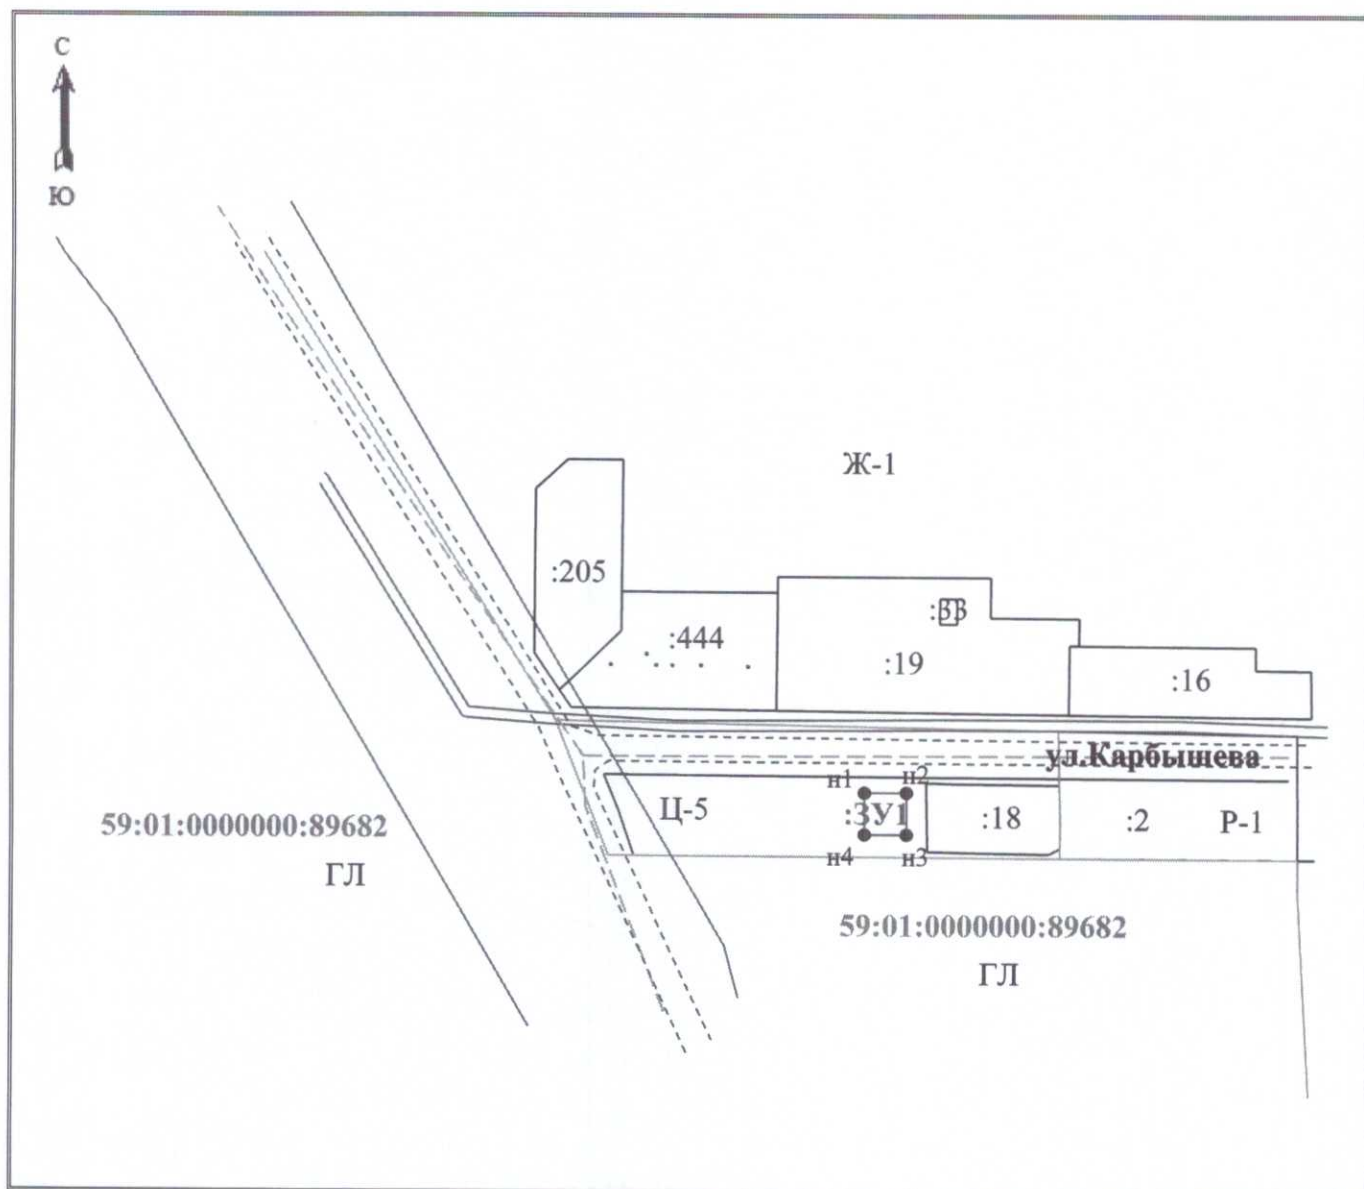 С
Ю
Ж-1
:205
:33
:444
:19
:16
ул.Карбышева
н1
н2
Ц-5
:ЗУ1
:18
:2
Р-1
59:01:0000000:89682
н4
н3
ГЛ
59:01:0000000:89682
ГЛ